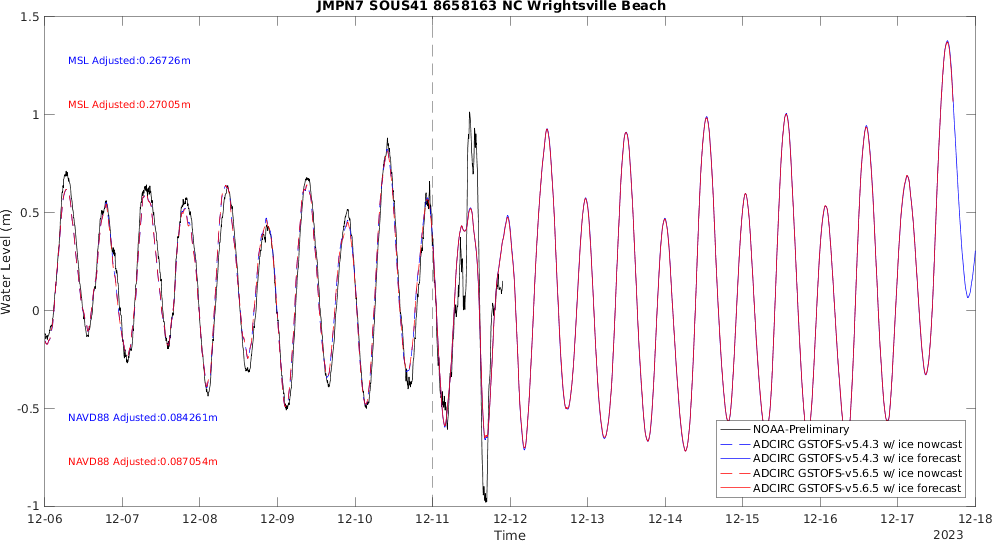 JMPN7 SOUS41 8658163 NC Wrightsville Beach
1.5
1
0.5
0
-0.5
-1
Water Level (m)
MSL Adjusted:0.26726m
MSL Adjusted:0.27005m
NAVD88 Adjusted:0.084261m
NAVD88 Adjusted:0.087054m
NOAA-Preliminary
ADCIRC GSTOFS-v5.4.3 w/ ice nowcast
ADCIRC GSTOFS-v5.4.3 w/ ice forecast
ADCIRC GSTOFS-v5.6.5 w/ ice nowcast
ADCIRC GSTOFS-v5.6.5 w/ ice forecast
12-06 12-07 12-08 12-09 12-10 12-11 12-12 12-13 12-14 12-15 12-16 12-17 12-18
Time
2023